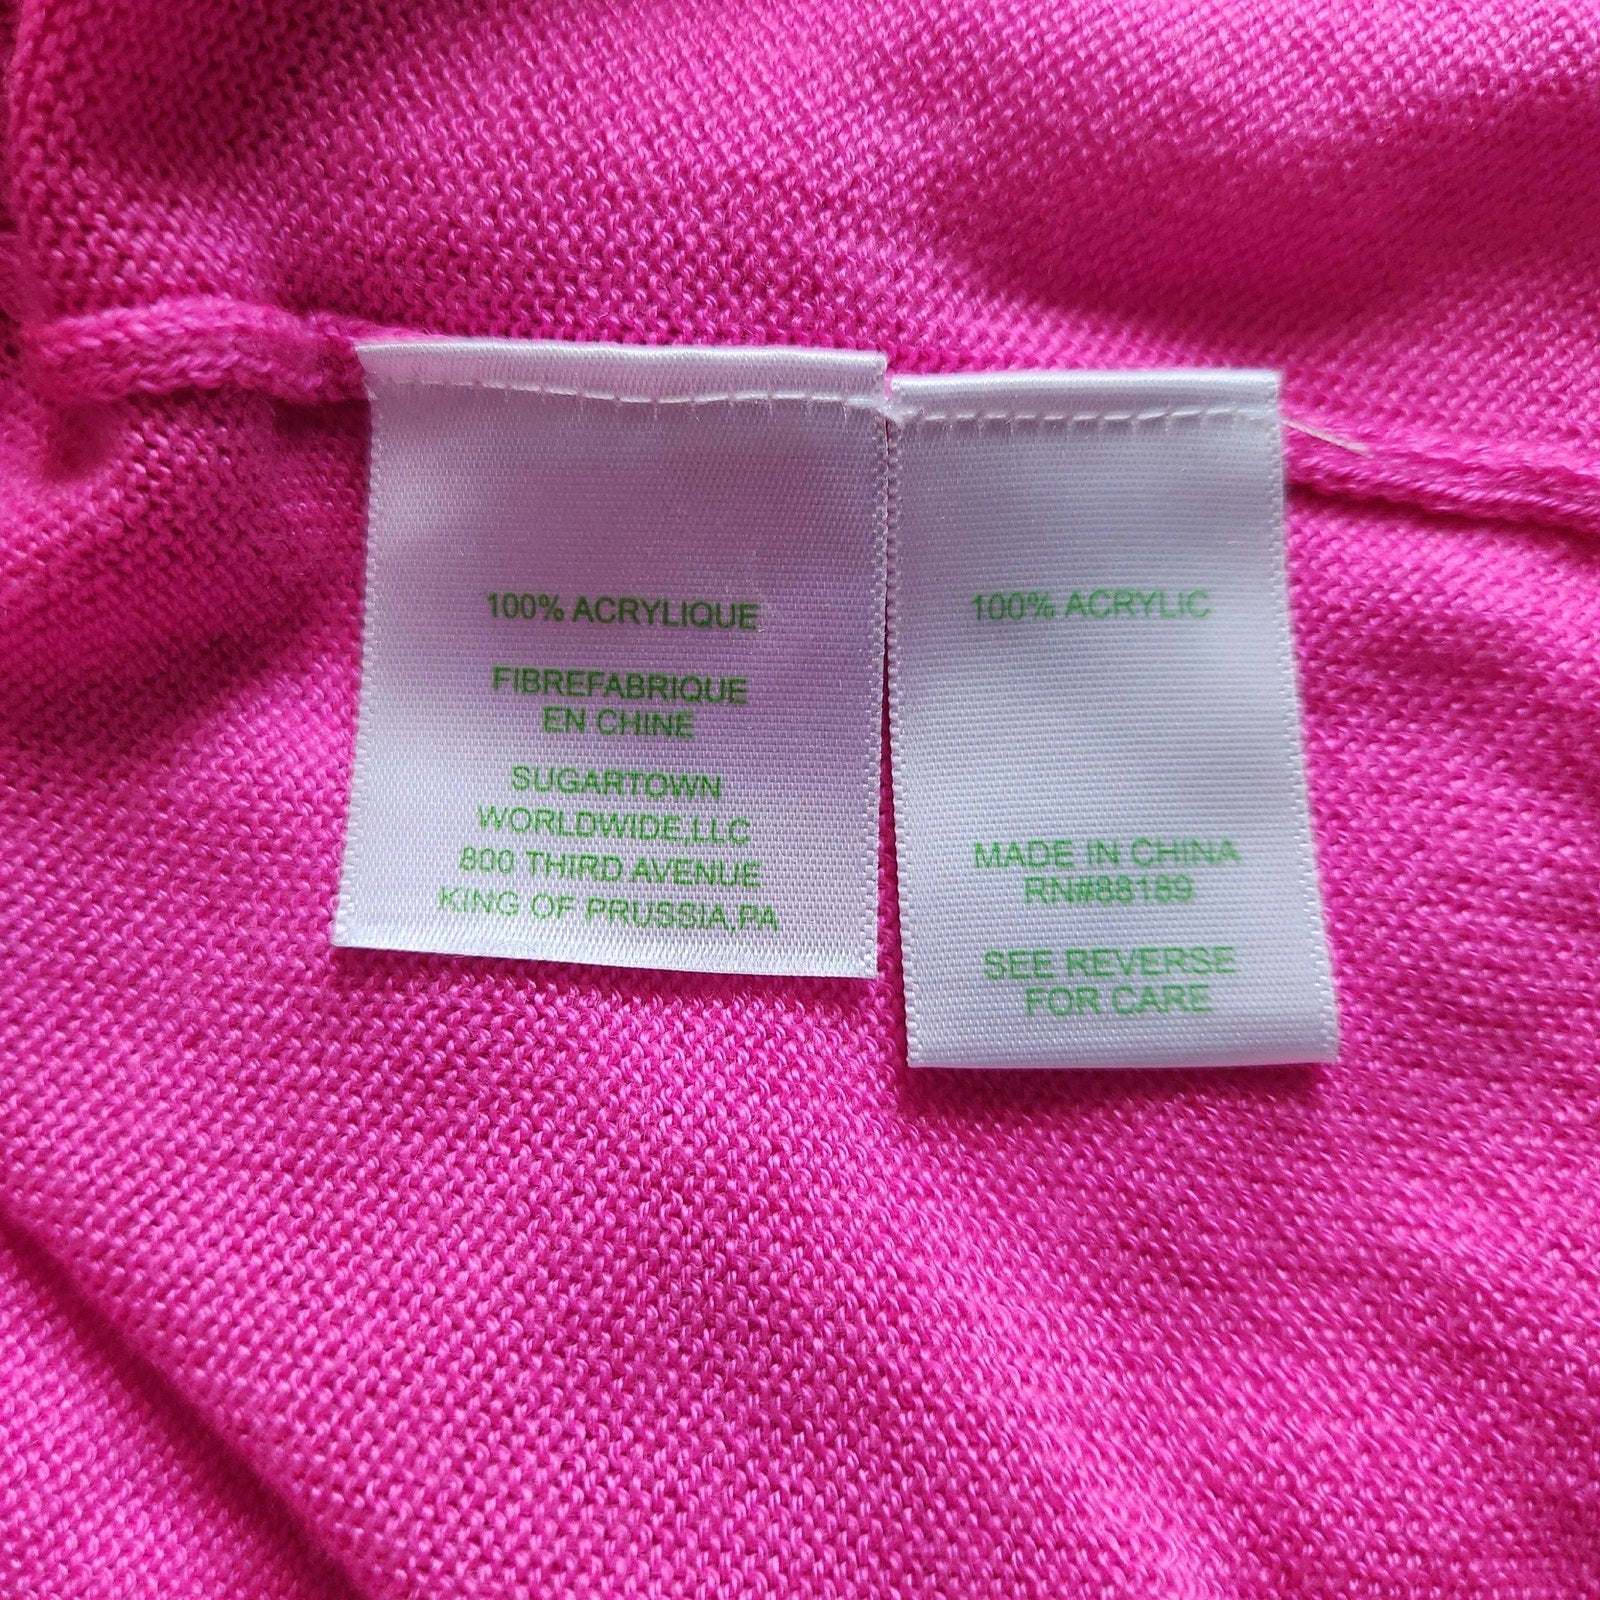 100% ACRYLIQUE
FIBREFABRIQUE
EN CHINE
SUGARTOWN
WORLDWIDE,LLC
800 THIRD AVENUE
KING OF PRUSSIA,PA
100% ACRYLIC
MADE IN CHINA
RN#88189
SEE REVERSE
FOR CARE